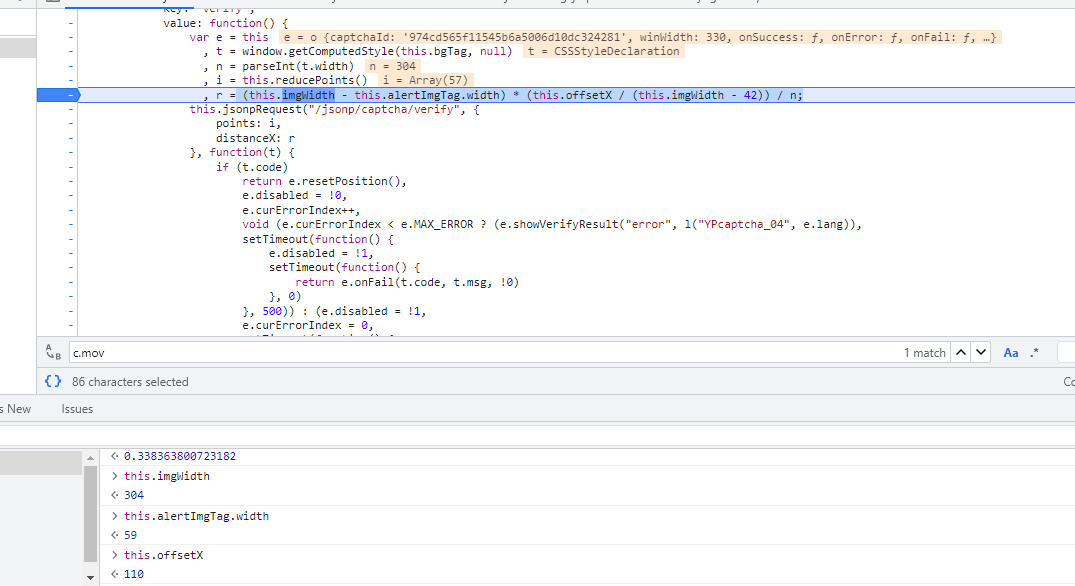 value: function() {
var e = this e = o {captchaId: '974cd565f11545b6a5006d10dc324281', winWidth: 330, onSuccess: ƒ, onError: ƒ, onFail: ƒ, …}
, t = window.getComputedStyle(this.bgTag, null) t = CSSStyleDeclaration
, n = parseInt(t.width) n = 304
, i = this.reducePoints() i = Array(57)
, r = (this.imgWidth - this.alertImgTag.width) * (this.offsetX / (this.imgWidth - 42)) / n;
this.jsonpRequest("/jsonp/captcha/verify", {
points: i,
distanceX: r
}, function(t) {
if (t.code)
return e.resetPosition(),
e.disabled = !0,
e.curErrorIndex++,
void (e.curErrorIndex < e.MAX_ERROR ? (e.showVerifyResult("error", l("YPcaptcha_04", e.lang)),
setTimeout(function() {
e.disabled = !1,
setTimeout(function() {
return e.onFail(t.code, t.msg, !0)
}, 0)
}, 500)) : (e.disabled = !1,
e.curErrorIndex = 0,
c.mov 1 match Aa .*
{} 86 characters selected Co
s New Issues
0.338363800723182
> this.imgWidth
304
> this.alertImgTag.width
59
> this.offsetX
110